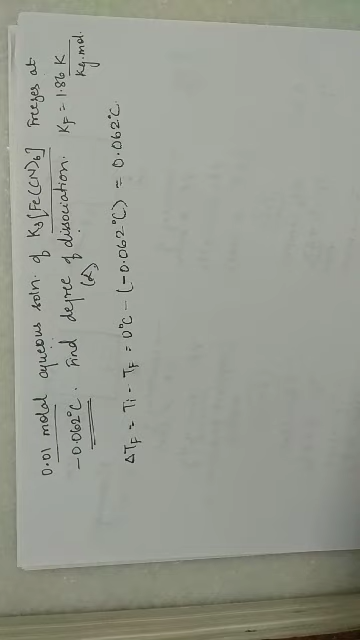 0.01 molal aqueous soln. of K3[Fe(CN)6] Freezes at
-0.062°C. Find degree of dissociation. KF = 1.86 K
(α) Kg.mol.
ΔTF = Ti - TF = 0°C - (-0.062°C) = 0.062°C.